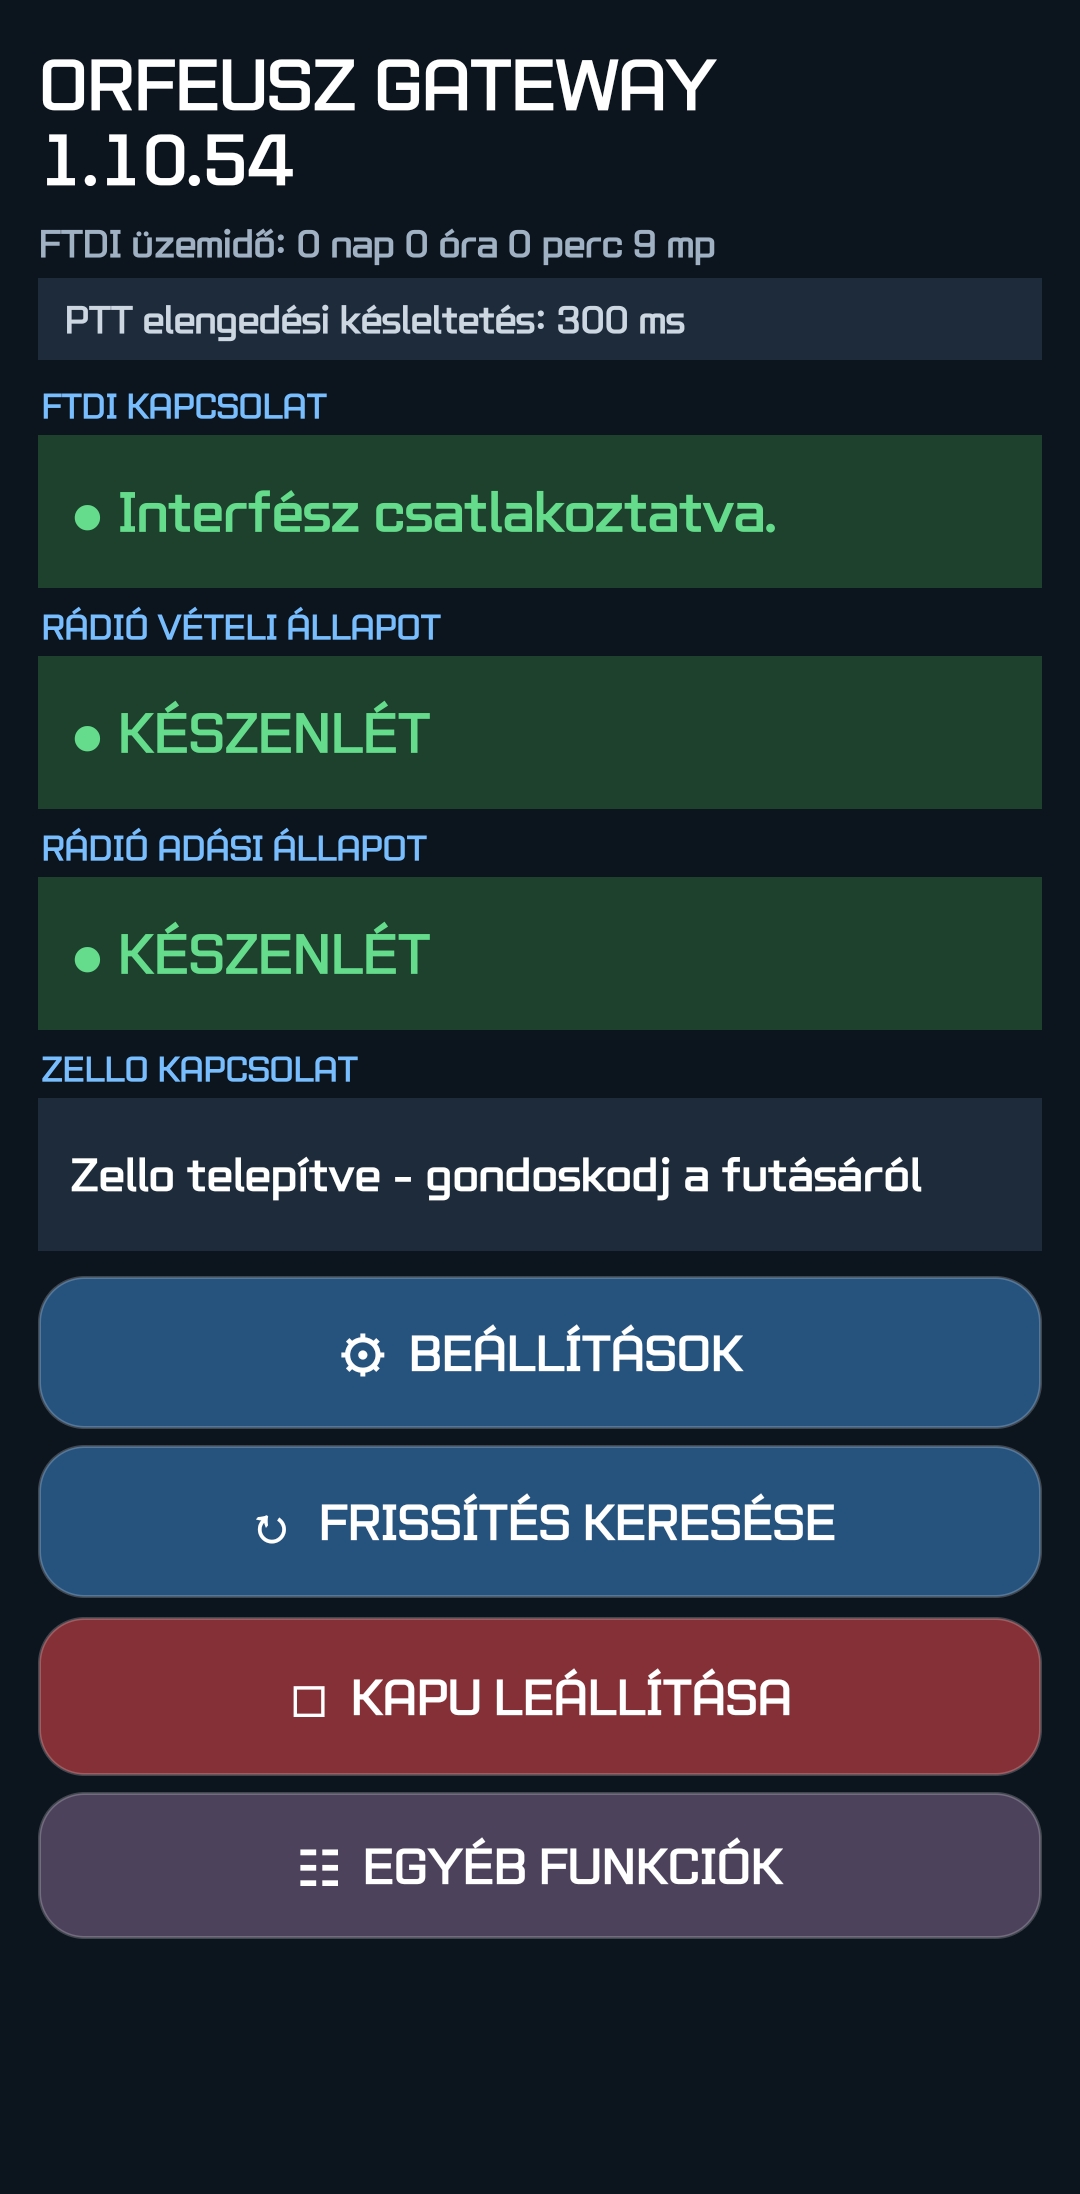 ORFEUSZ GATEWAY
1.10.54
FTDI üzemidő: 0 nap 0 óra 0 perc 9 mp
PTT elengedési késleltetés: 300 ms
FTDI KAPCSOLAT
● Interfész csatlakoztatva.
RÁDIÓ VÉTELI ÁLLAPOT
● KÉSZENLÉT
RÁDIÓ ADÁSI ÁLLAPOT
● KÉSZENLÉT
ZELLO KAPCSOLAT
Zello telepítve - gondoskodj a futásáról
⚙ BEÁLLÍTÁSOK
↻ FRISSÍTÉS KERESÉSE
□ KAPU LEÁLLÍTÁSA
☷ EGYÉB FUNKCIÓK